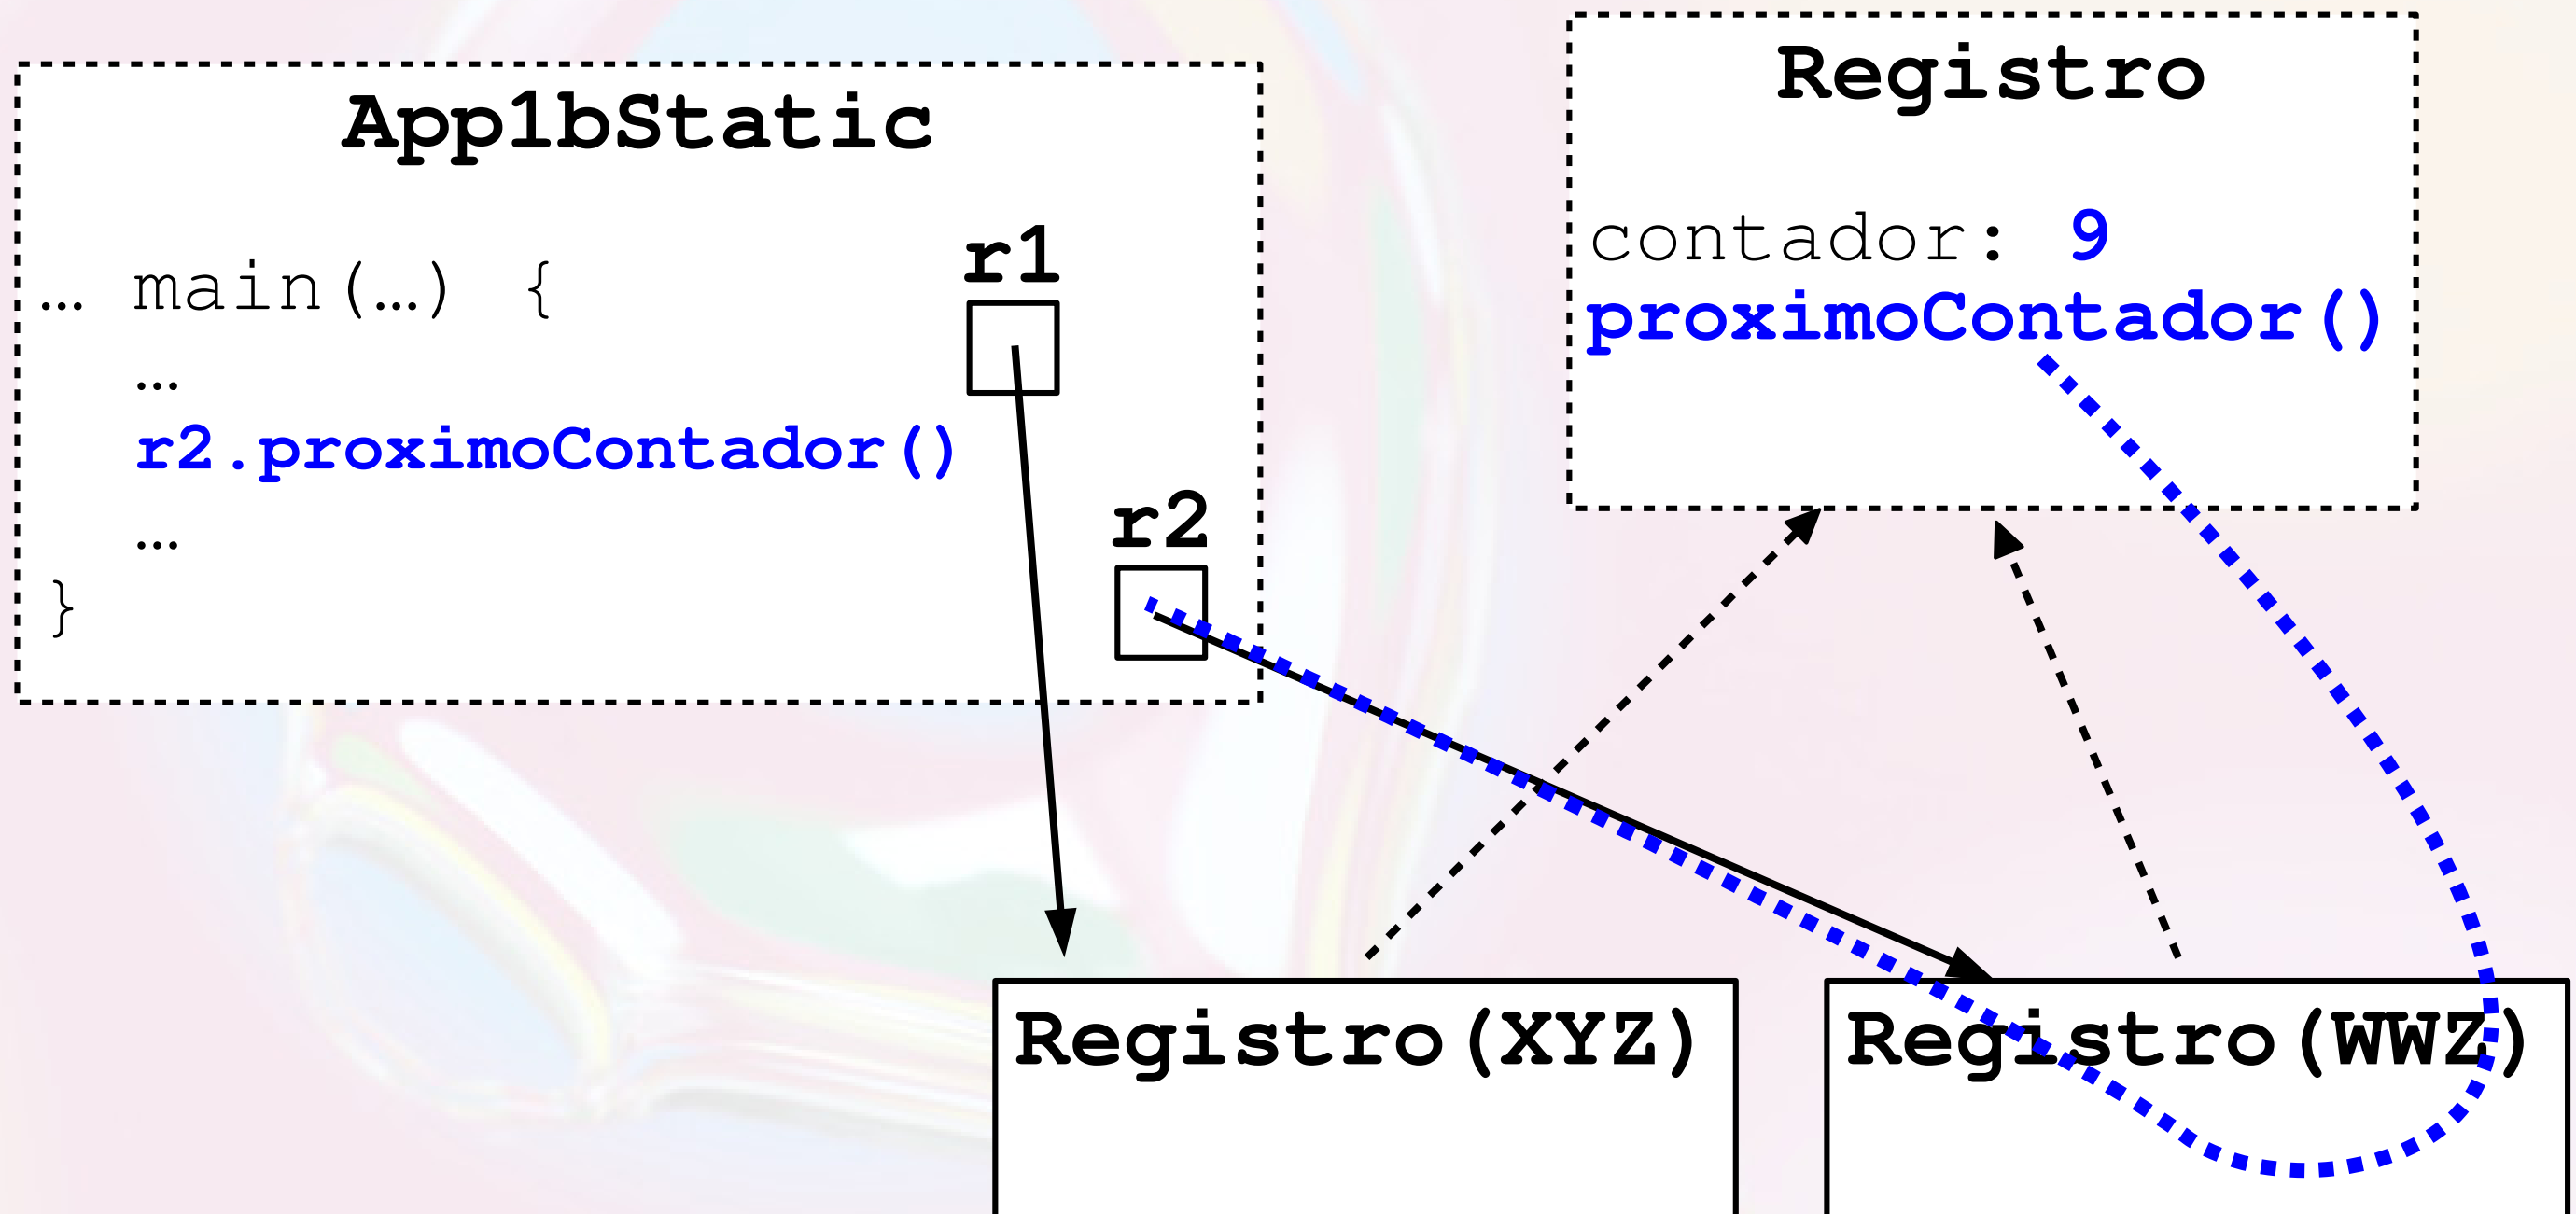 App1bStatic
… main(…) {
…
r2.proximoContador()
…
}
r1
r2
Registro
contador: 9
proximoContador()
Registro(XYZ)
Registro(WWZ)